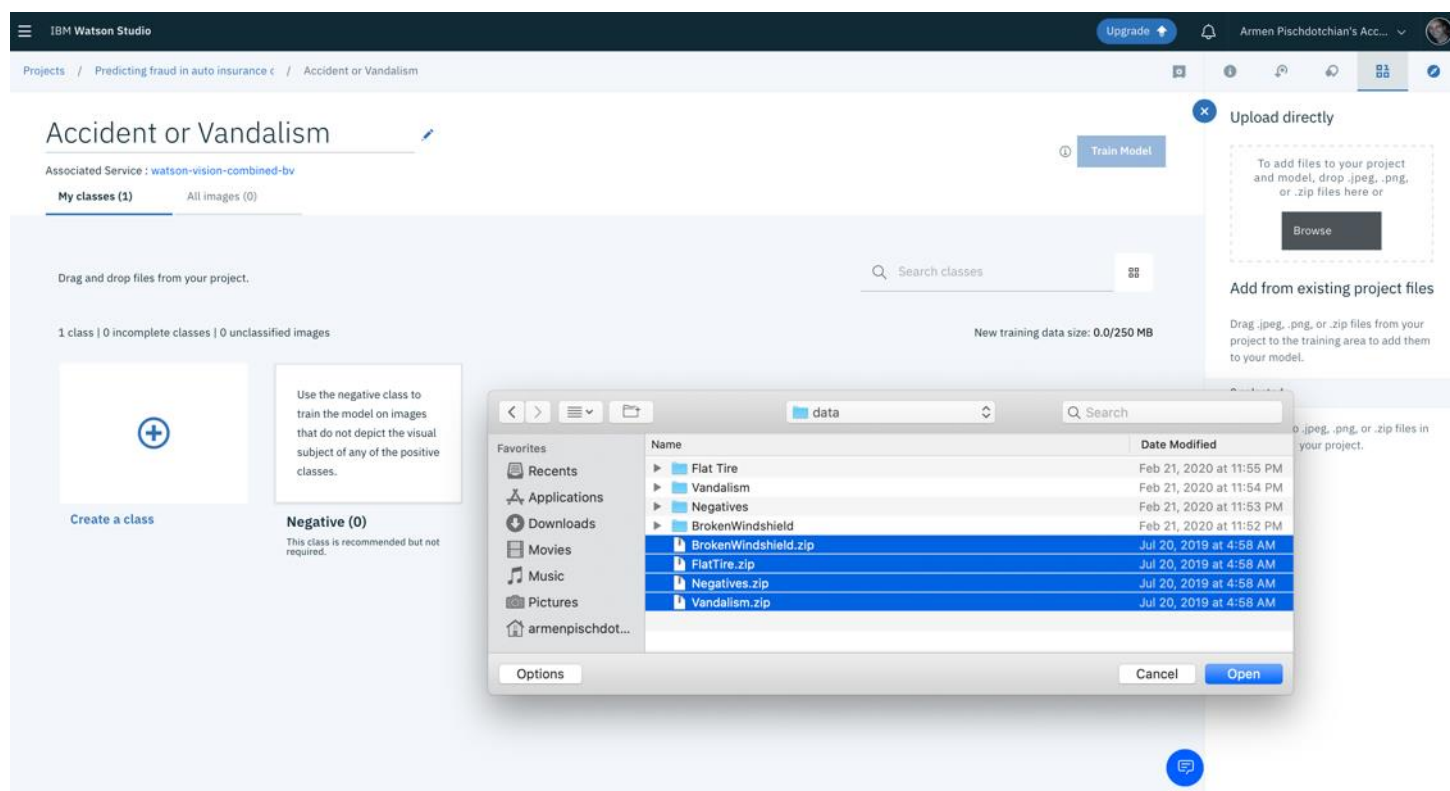 IBM Watson Studio
Upgrade
Armen Pischdotchian's Acc...
Projects / Predicting fraud in auto insurance c / Accident or Vandalism
Accident or Vandalism
Train Model
Associated Service : watson-vision-combined-bv
My classes (1)
All images (0)
Drag and drop files from your project.
Search classes
1 class | 0 incomplete classes | 0 unclassified images
New training data size: 0.0/250 MB
Create a class
Use the negative class to
train the model on images
that do not depict the visual
subject of any of the positive
classes.
Negative (0)
This class is recommended but not
required.
Upload directly
To add files to your project
and model, drop .jpeg, .png,
or .zip files here or
Browse
Add from existing project files
Drag .jpeg, .png, or .zip files from your
project to the training area to add them
to your model.
.jpeg, .png, or .zip files in
your project.
data
Search
Favorites
Recents
Applications
Downloads
Movies
Music
Pictures
armenpischdot...
Name Date Modified
Flat Tire Feb 21, 2020 at 11:55 PM
Vandalism Feb 21, 2020 at 11:54 PM
Negatives Feb 21, 2020 at 11:53 PM
BrokenWindshield Feb 21, 2020 at 11:52 PM
BrokenWindshield.zip Jul 20, 2019 at 4:58 AM
FlatTire.zip Jul 20, 2019 at 4:58 AM
Negatives.zip Jul 20, 2019 at 4:58 AM
Vandalism.zip Jul 20, 2019 at 4:58 AM
Options
Cancel
Open